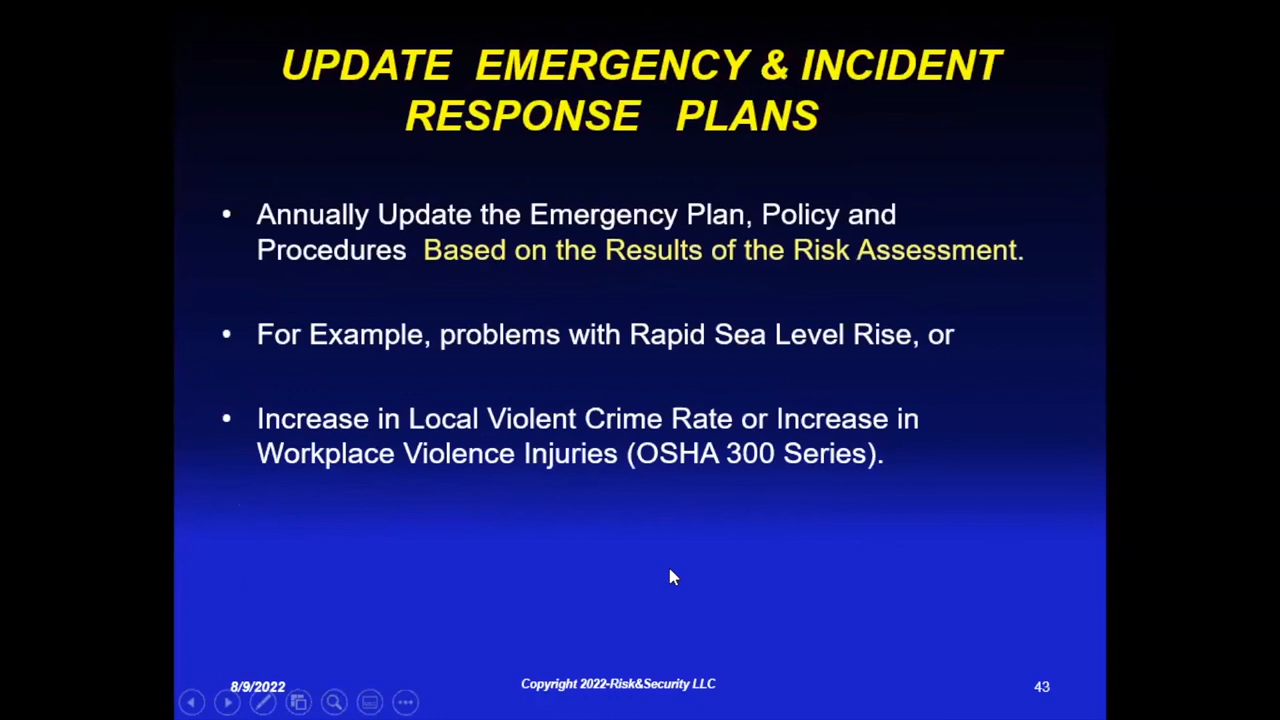 UPDATE EMERGENCY & INCIDENT
RESPONSE PLANS
• Annually Update the Emergency Plan, Policy and
Procedures Based on the Results of the Risk Assessment.
• For Example, problems with Rapid Sea Level Rise, or
• Increase in Local Violent Crime Rate or Increase in
Workplace Violence Injuries (OSHA 300 Series).
8/9/2022
Copyright 2022-Risk&Security LLC
43